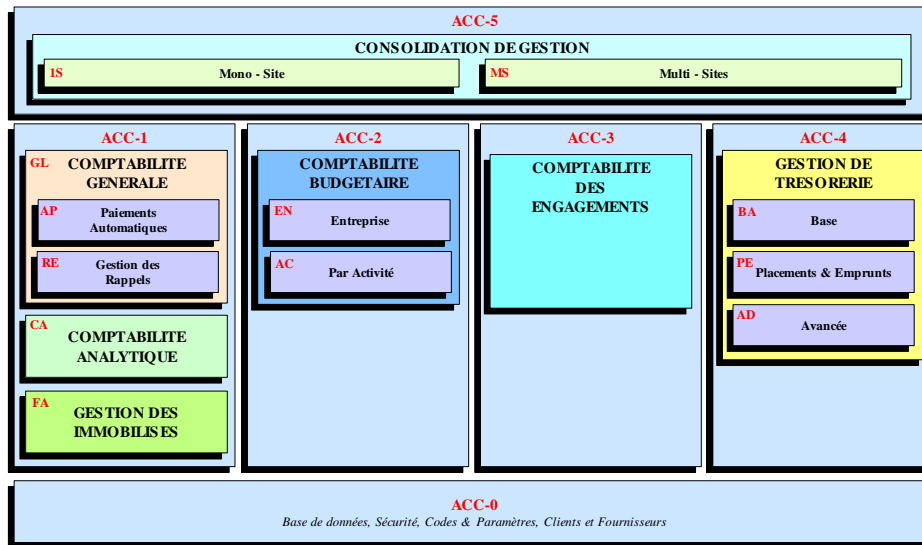 ACC-5
CONSOLIDATION DE GESTION
1S Mono - Site
MS Multi - Sites
ACC-1
GL COMPTABILITE
GENERALE
AP Paiements
Automatiques
RE Gestion des
Rappels
CA COMPTABILITE
ANALYTIQUE
FA GESTION DES
IMMOBILISES
ACC-2
COMPTABILITE
BUDGETAIRE
EN Entreprise
AC Par Activité
ACC-3
COMPTABILITE
DES
ENGAGEMENTS
ACC-4
GESTION DE
TRESORERIE
BA Base
PE Placements & Emprunts
AD Avancée
ACC-0
Base de données, Sécurité, Codes & Paramètres, Clients et Fournisseurs